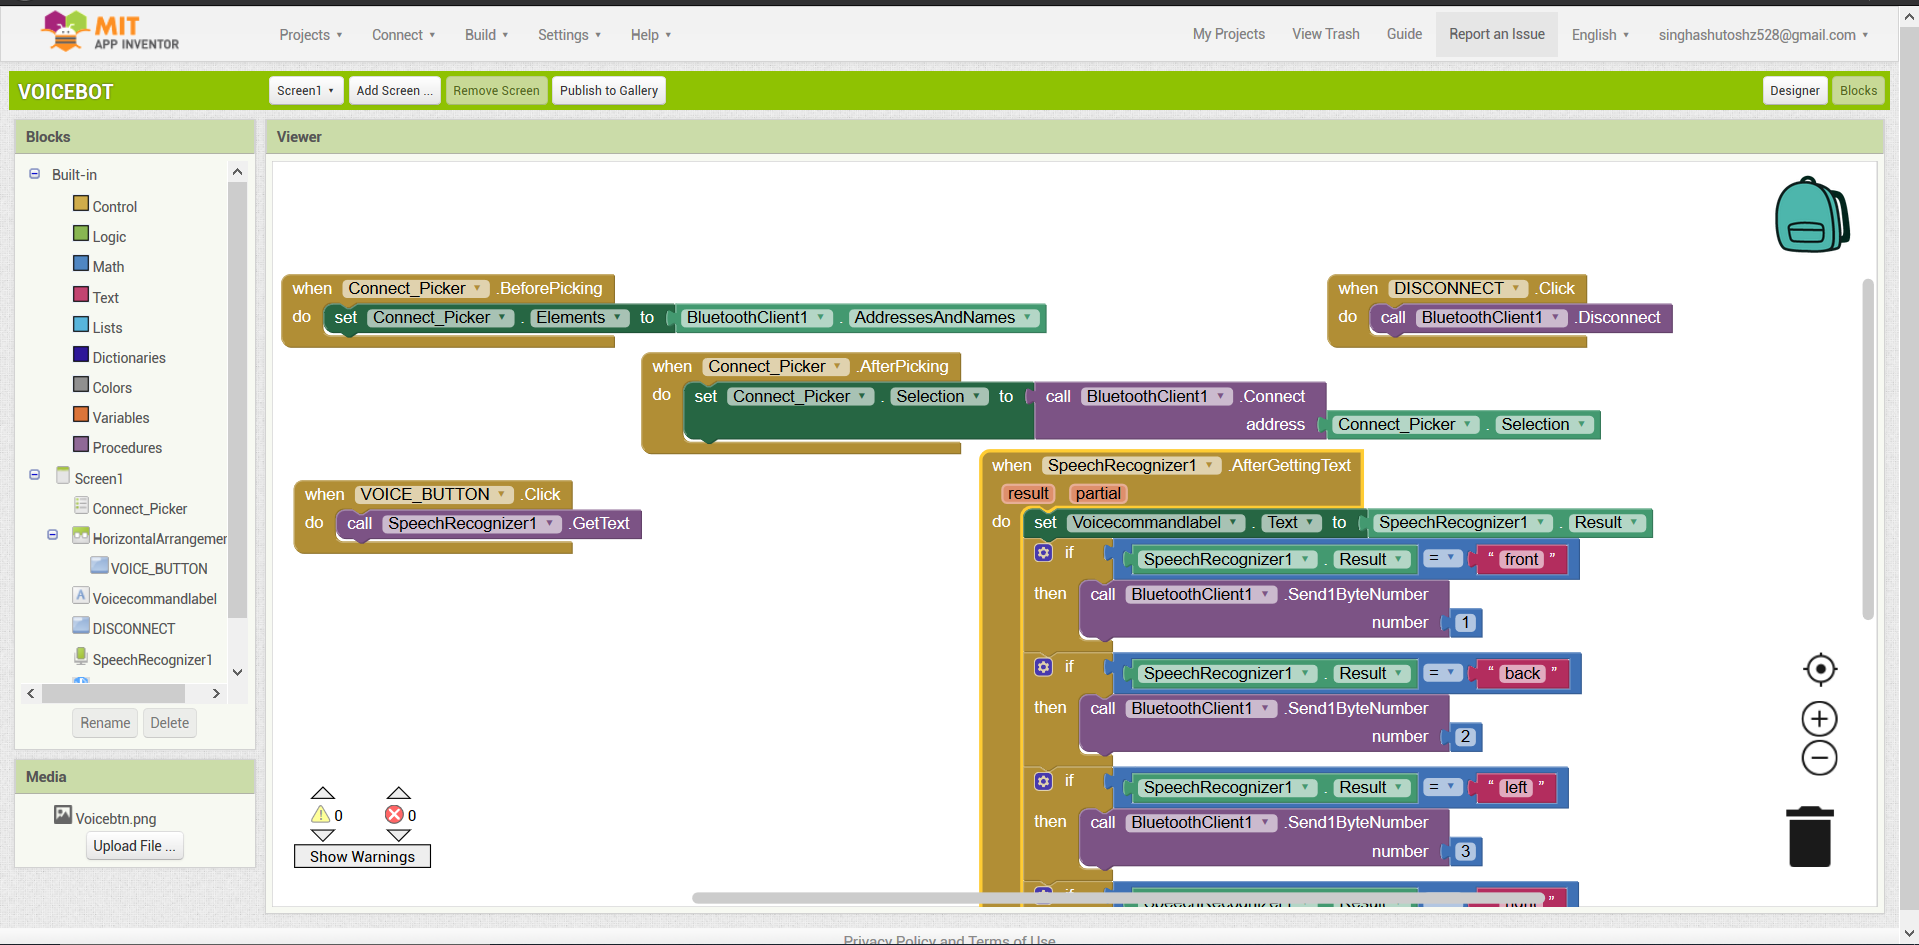 MIT
APP INVENTOR
Projects Connect Build Settings Help My Projects View Trash Guide Report an Issue English singhashutoshz528@gmail.com
VOICEBOT Screen1 Add Screen ... Remove Screen Publish to Gallery Designer Blocks
Blocks
Built-in
Control
Logic
Math
Text
Lists
Dictionaries
Colors
Variables
Procedures
Screen1
Connect_Picker
HorizontalArrangemer
VOICE_BUTTON
Voicecommandlabel
DISCONNECT
SpeechRecognizer1
Rename Delete
Media
Voicebtn.png
Upload File ...
Viewer
when Connect_Picker .BeforePicking
do set Connect_Picker . Elements to BluetoothClient1 . AddressesAndNames
when DISCONNECT .Click
do call BluetoothClient1 .Disconnect
when Connect_Picker .AfterPicking
do set Connect_Picker . Selection to call BluetoothClient1 .Connect
address Connect_Picker . Selection
when VOICE_BUTTON .Click
do call SpeechRecognizer1 .GetText
when SpeechRecognizer1 .AfterGettingText
result partial
do set Voicecommandlabel . Text to SpeechRecognizer1 . Result
if SpeechRecognizer1 . Result = " front "
then call BluetoothClient1 .Send1ByteNumber
number 1
if SpeechRecognizer1 . Result = " back "
then call BluetoothClient1 .Send1ByteNumber
number 2
if SpeechRecognizer1 . Result = " left "
then call BluetoothClient1 .Send1ByteNumber
number 3
0 0
Show Warnings
Privacy Policy and Terms of Use